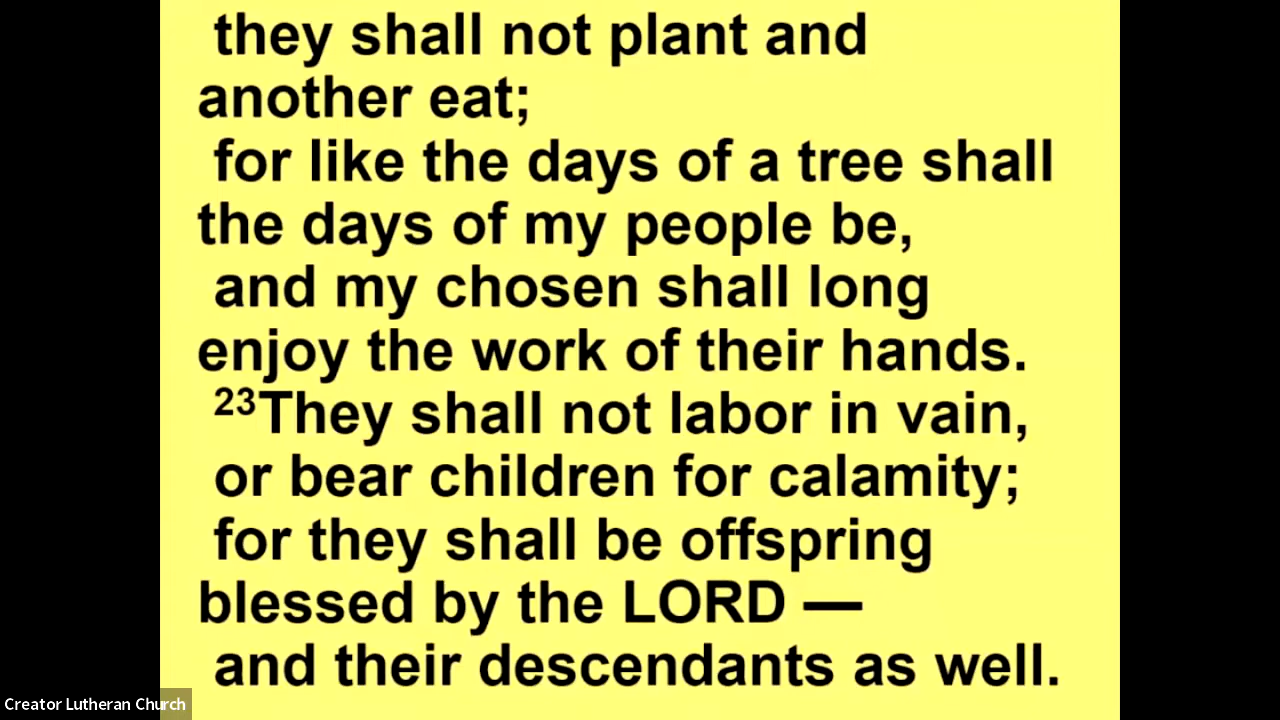 they shall not plant and
another eat;
for like the days of a tree shall
the days of my people be,
and my chosen shall long
enjoy the work of their hands.
²³They shall not labor in vain,
or bear children for calamity;
for they shall be offspring
blessed by the LORD —
and their descendants as well.
Creator Lutheran Church